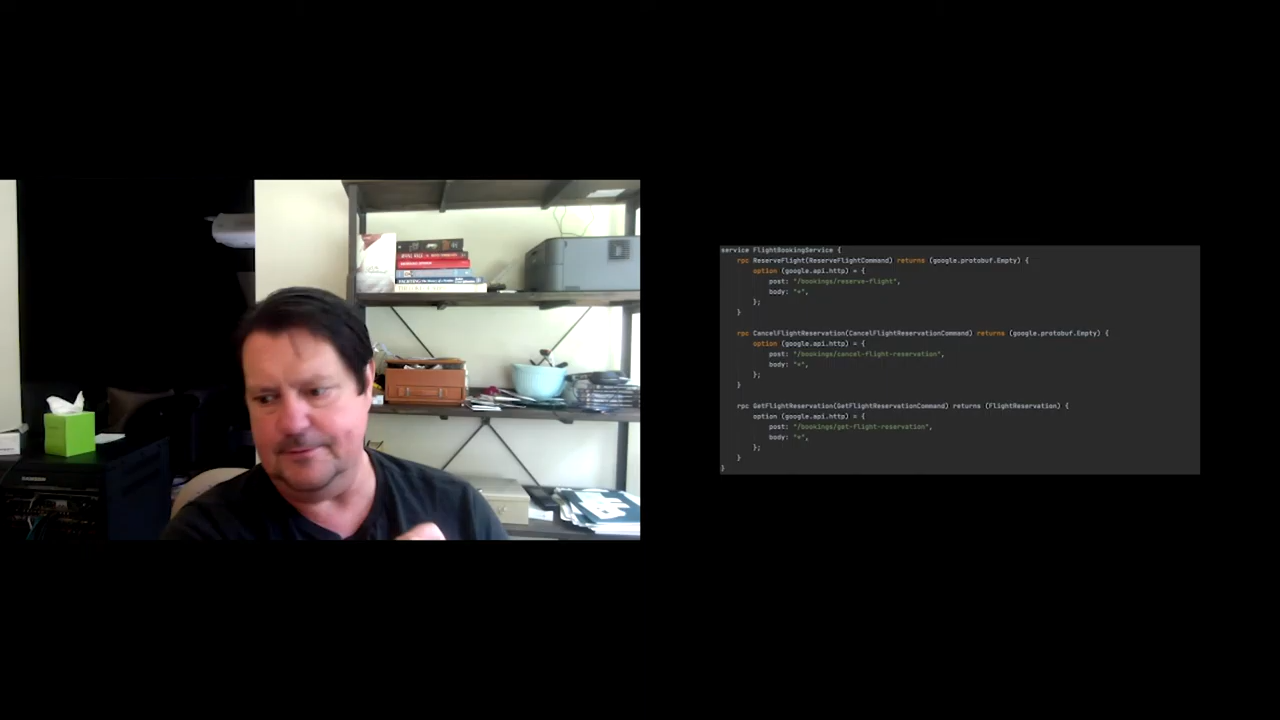 service FlightBookingService {
rpc ReserveFlight(ReserveFlightCommand) returns (google.protobuf.Empty) {
option (google.api.http) = {
post: "/bookings/reserve-flight",
body: "*",
};
}
rpc CancelFlightReservation(CancelFlightReservationCommand) returns (google.protobuf.Empty) {
option (google.api.http) = {
post: "/bookings/cancel-flight-reservation",
body: "*",
};
}
rpc GetFlightReservation(GetFlightReservationCommand) returns (FlightReservation) {
option (google.api.http) = {
post: "/bookings/get-flight-reservation",
body: "*",
};
}
}